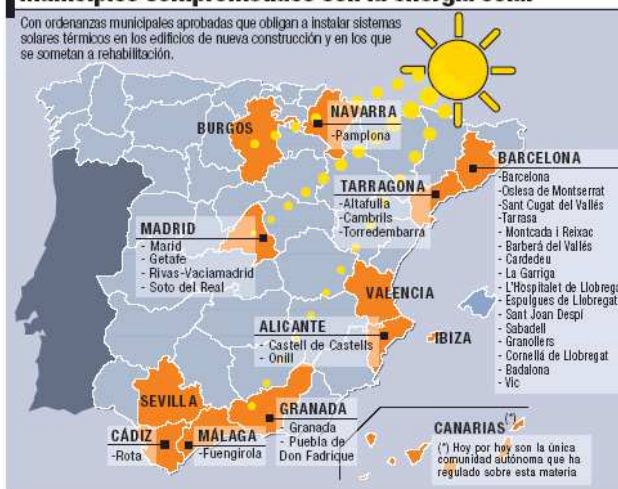 Con ordenanzas municipales aprobadas que obligan a instalar sistemas
solares térmicos en los edificios de nueva construcción y en los que
se sometan a rehabilitación.
BURGOS
NAVARRA
-Pamplona
BARCELONA
-Barcelona
-Oslesa de Montserrat
-Sant Cugat del Vallés
-Tarrasa
- Montcada i Reixac
- Barberá del Vallés
- Cardedeu
- La Garriga
- L'Hospitalet de Llobrega
- Espulgues de Llobregat
- Sant Joan Despí
- Sabadell
- Granollers
- Cornellá de Llobregat
- Badalona
- Vic
TARRAGONA
-Altafulla
-Cambrils
-Torredembarra
MADRID
- Marid
- Getafe
- Rivas-Vaciamadrid
- Soto del Real
VALENCIA
ALICANTE
- Castell de Castells
- Onill
IBIZA
SEVILLA
GRANADA
- Granada
- Puebla de
Don Fadrique
CÁDIZ
-Rota
MÁLAGA
-Fuengirola
CANARIAS (*)
(*) Hoy por hoy son la única
comunidad autónoma que ha
regulado sobre esta materia